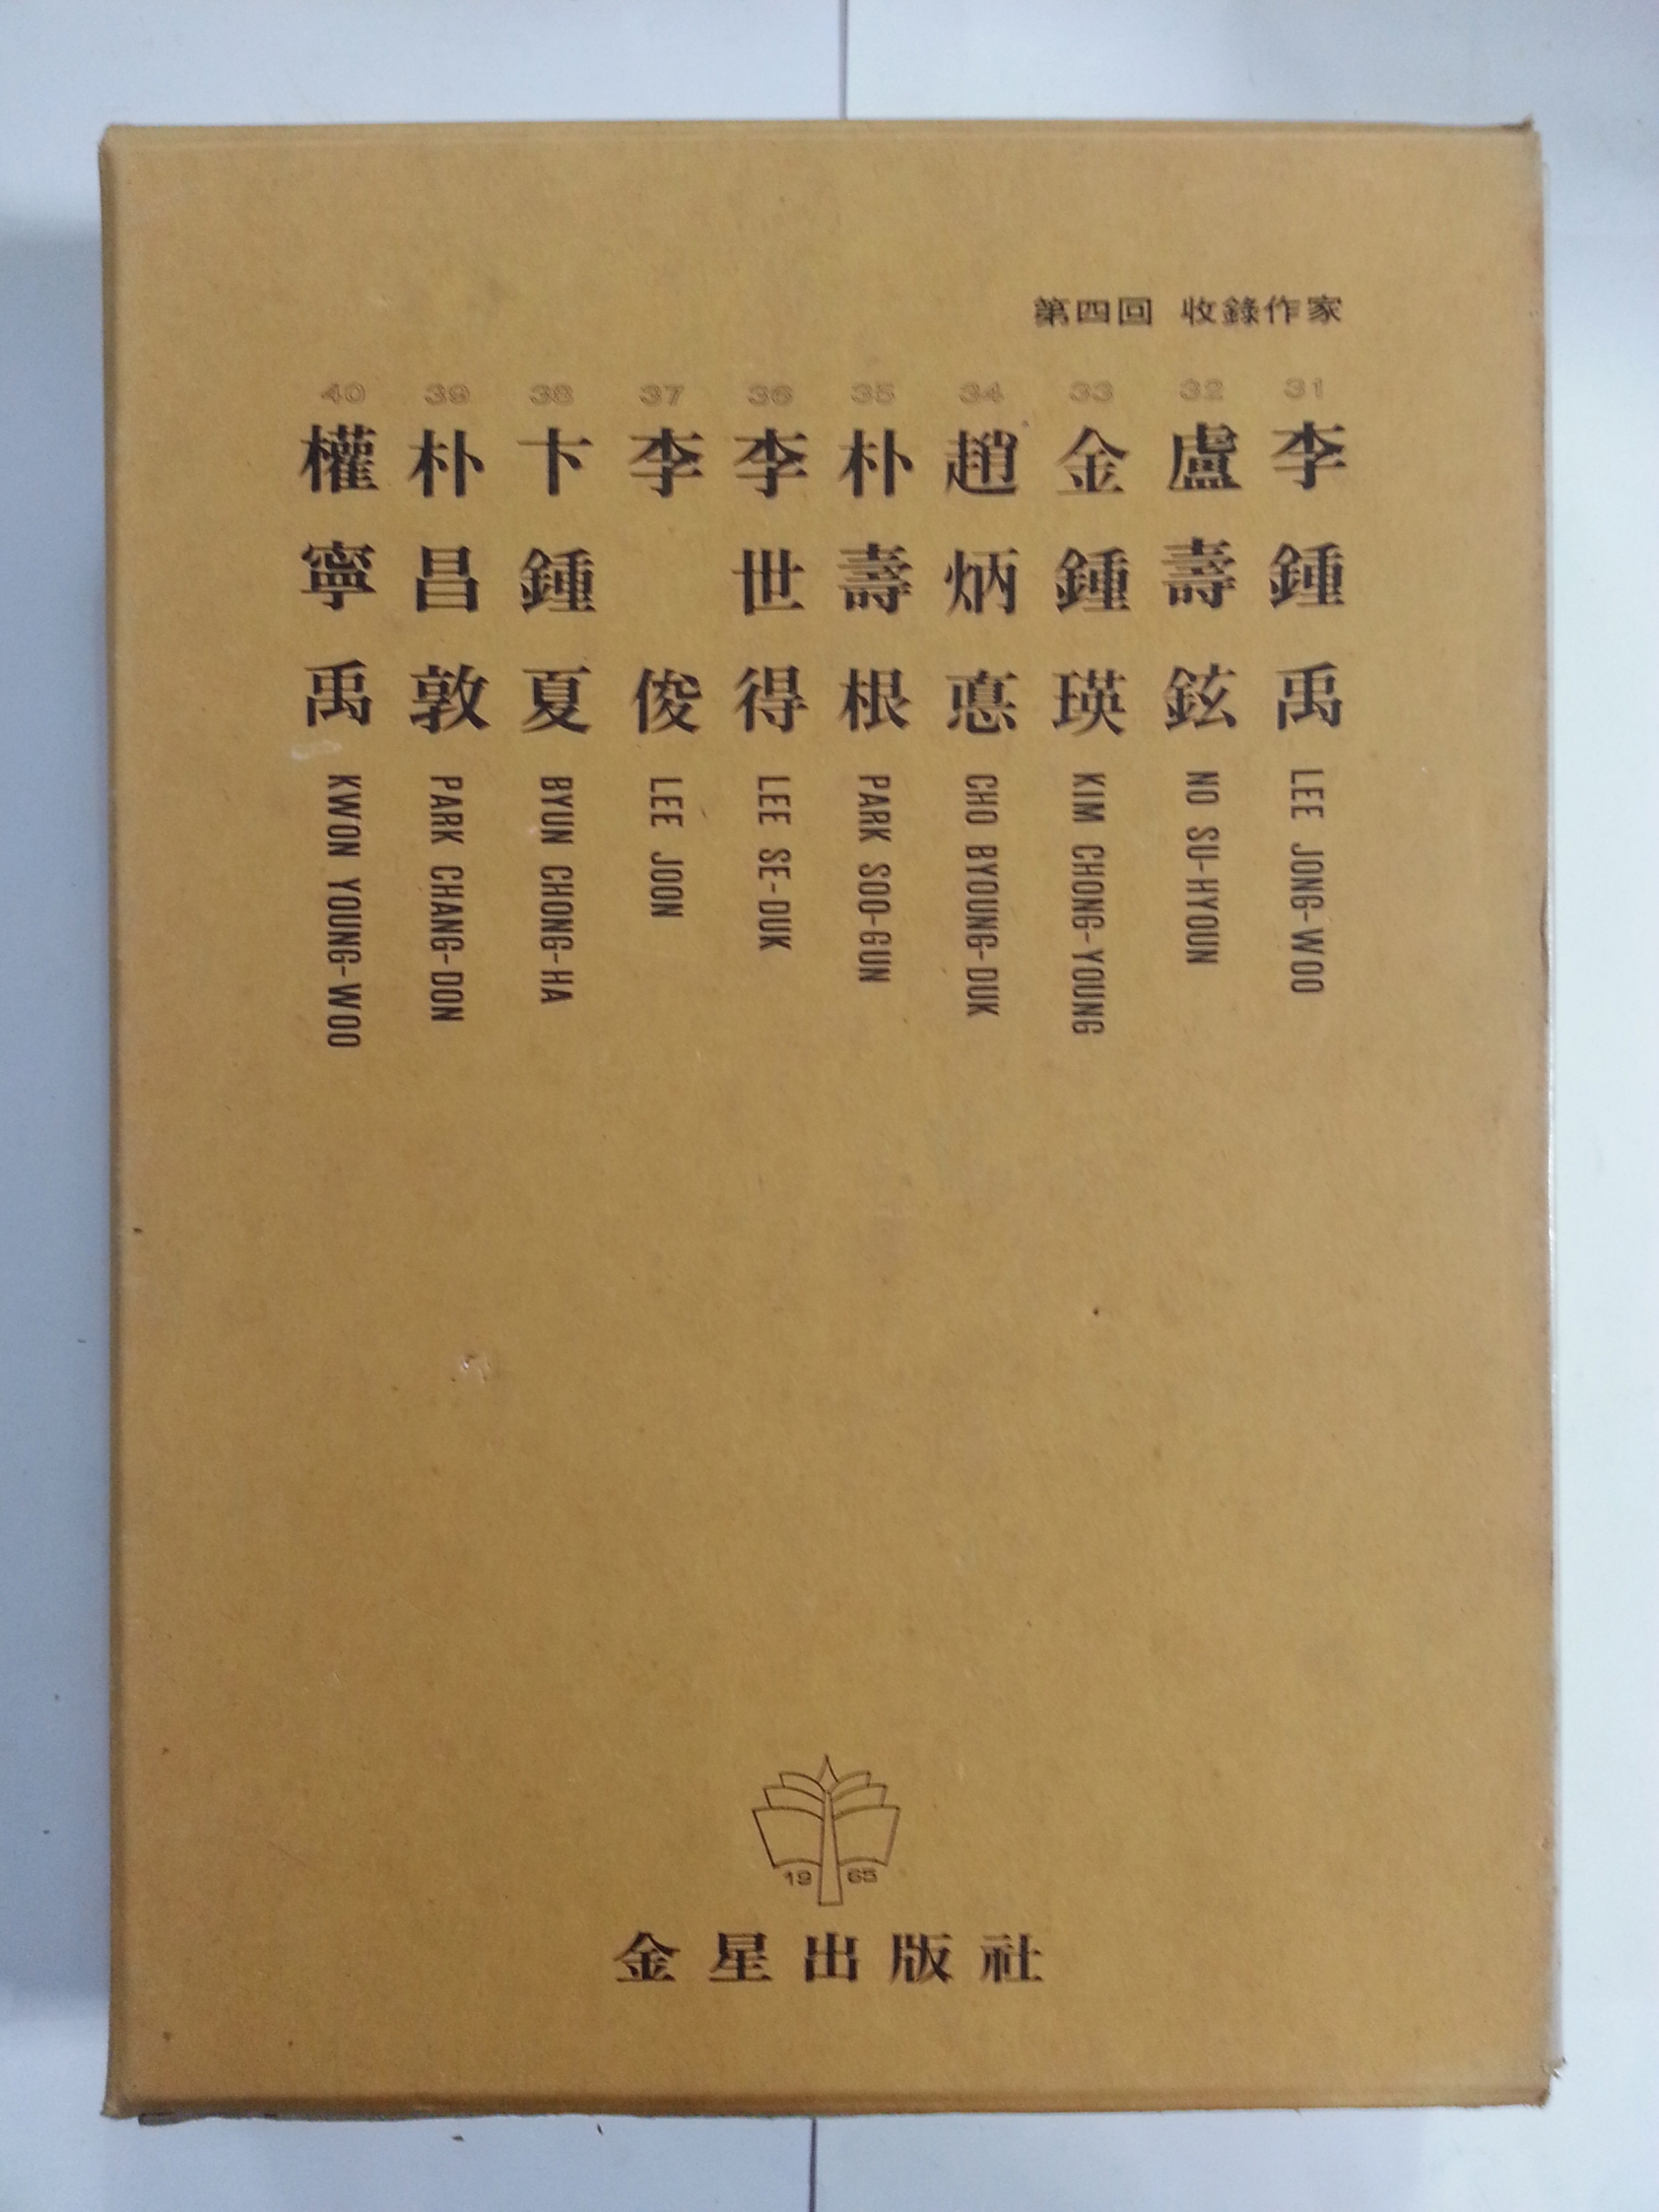 第四回 收錄作家
31 李鍾禹 LEE JONG-WOO
32 盧壽鉉 NO SU-HYOUN
33 金鍾瑛 KIM CHONG-YOUNG
34 趙炳悳 CHO BYOUNG-DUK
35 朴壽根 PARK SOO-GUN
36 李世得 LEE SE-DUK
37 李俊 LEE JOON
38 卞鍾夏 BYUN CHONG-HA
39 朴昌敦 PARK CHANG-DON
40 權寧禹 KWON YOUNG-WOO
19 65
金星出版社